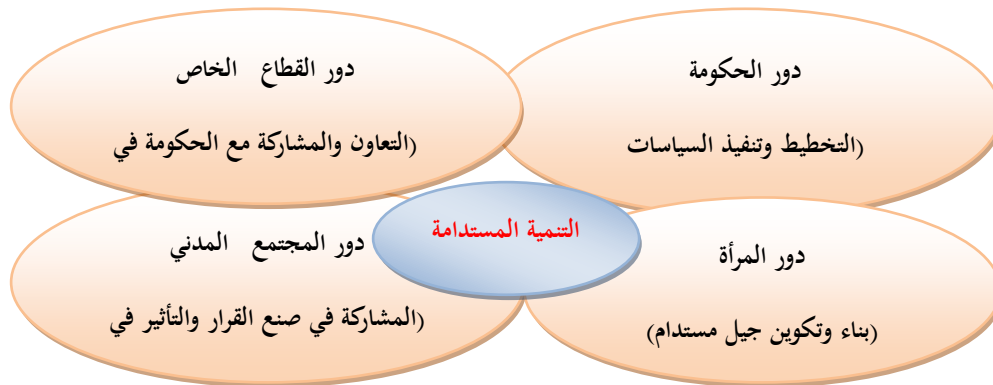 دور الحكومة
(التخطيط وتنفيذ السياسات
دور القطاع الخاص
(التعاون والمشاركة مع الحكومة في
التنمية المستدامة
دور المرأة
(بناء وتكوين جيل مستدام)
دور المجتمع المدني
(المشاركة في صنع القرار والتأثير في